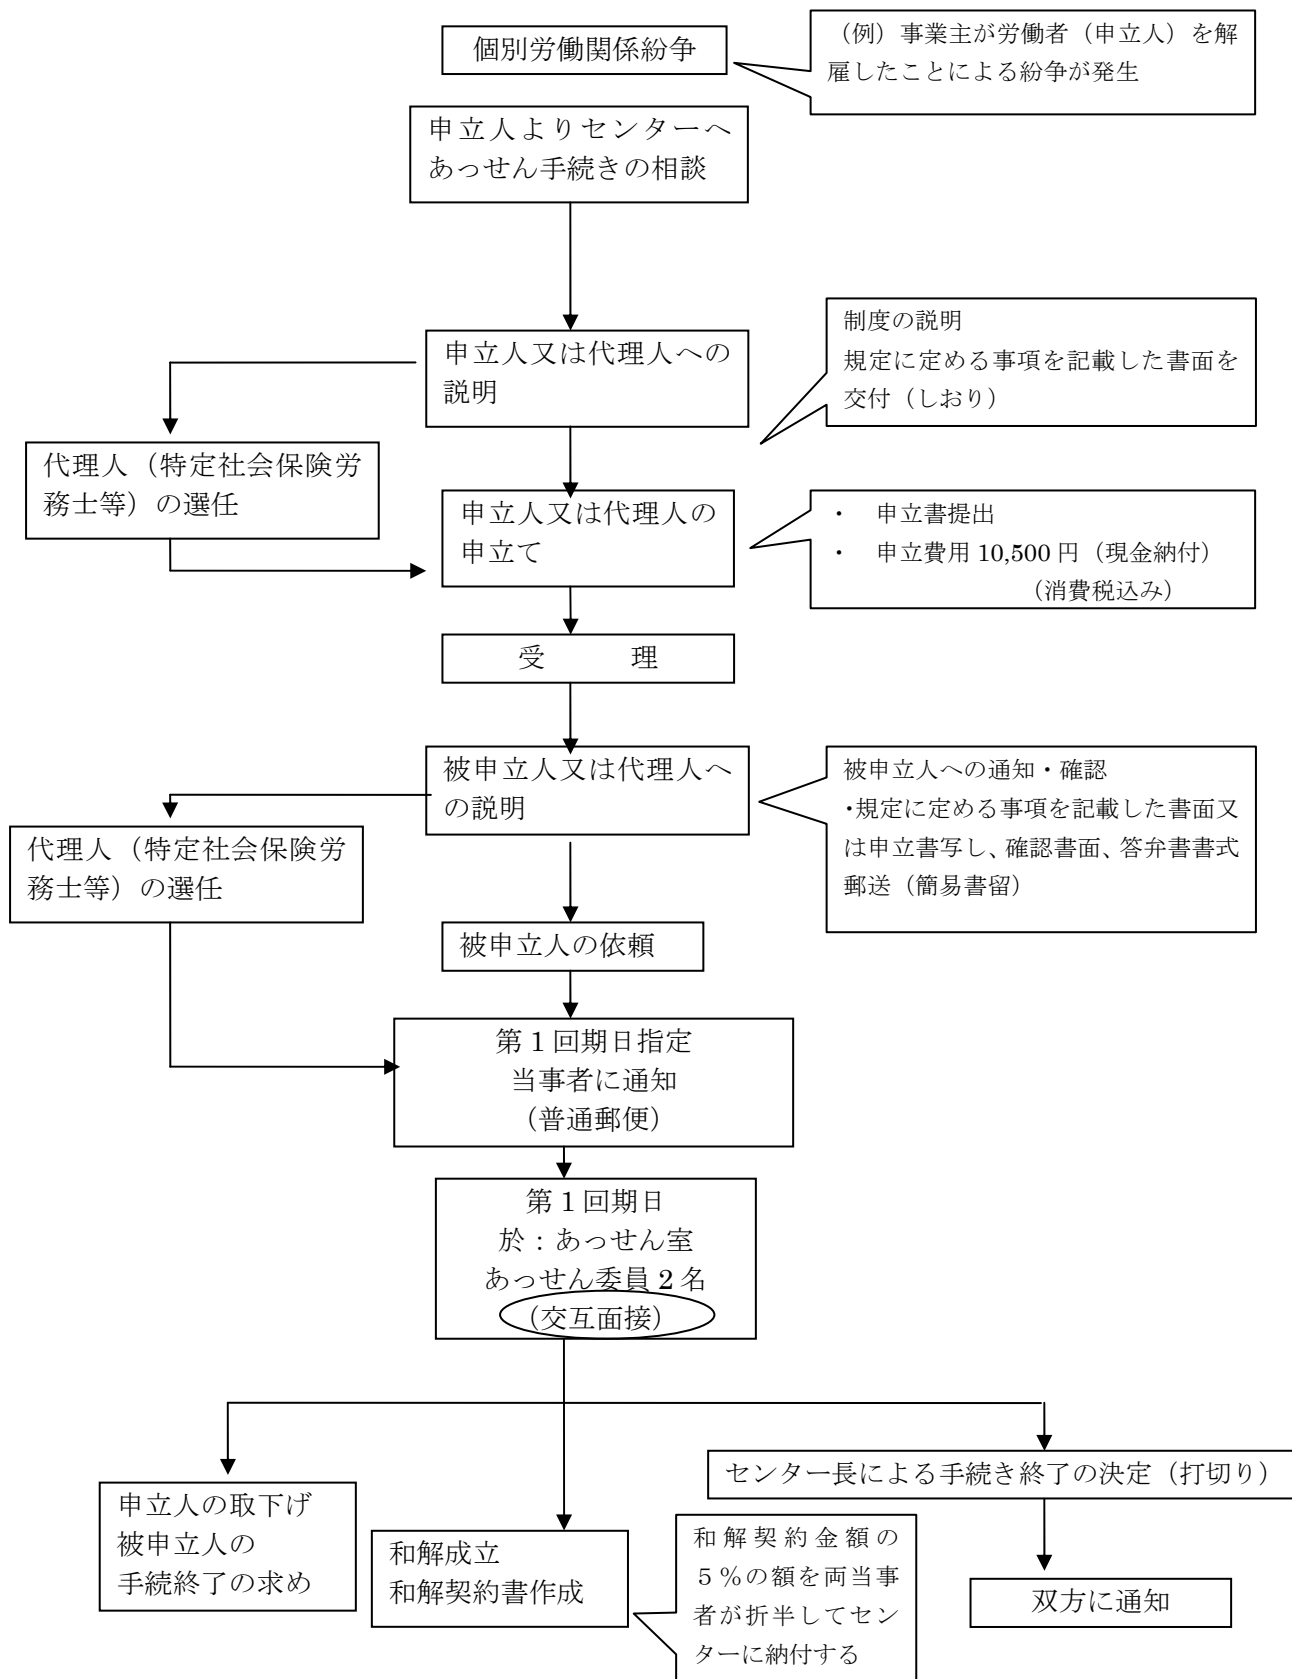 個別労働関係紛争
（例）事業主が労働者（申立人）を解
雇したことによる紛争が発生
申立人よりセンターへ
あっせん手続きの相談
申立人又は代理人への
説明
制度の説明
規定に定める事項を記載した書面を
交付（しおり）
代理人（特定社会保険労
務士等）の選任
申立人又は代理人の
申立て
・　申立書提出
・　申立費用 10,500 円（現金納付）
（消費税込み）
受　　　理
被申立人又は代理人へ
の説明
被申立人への通知・確認
・規定に定める事項を記載した書面又
は申立書写し、確認書面、答弁書書式
郵送（簡易書留）
代理人（特定社会保険労
務士等）の選任
被申立人の依頼
第 1 回期日指定
当事者に通知
（普通郵便）
第 1 回期日
於：あっせん室
あっせん委員 2 名
（交互面接）
申立人の取下げ
被申立人の
手続終了の求め
和解成立
和解契約書作成
和解契約金額の
５％の額を両当事
者が折半してセン
ターに納付する
センター長による手続き終了の決定（打切り）
双方に通知